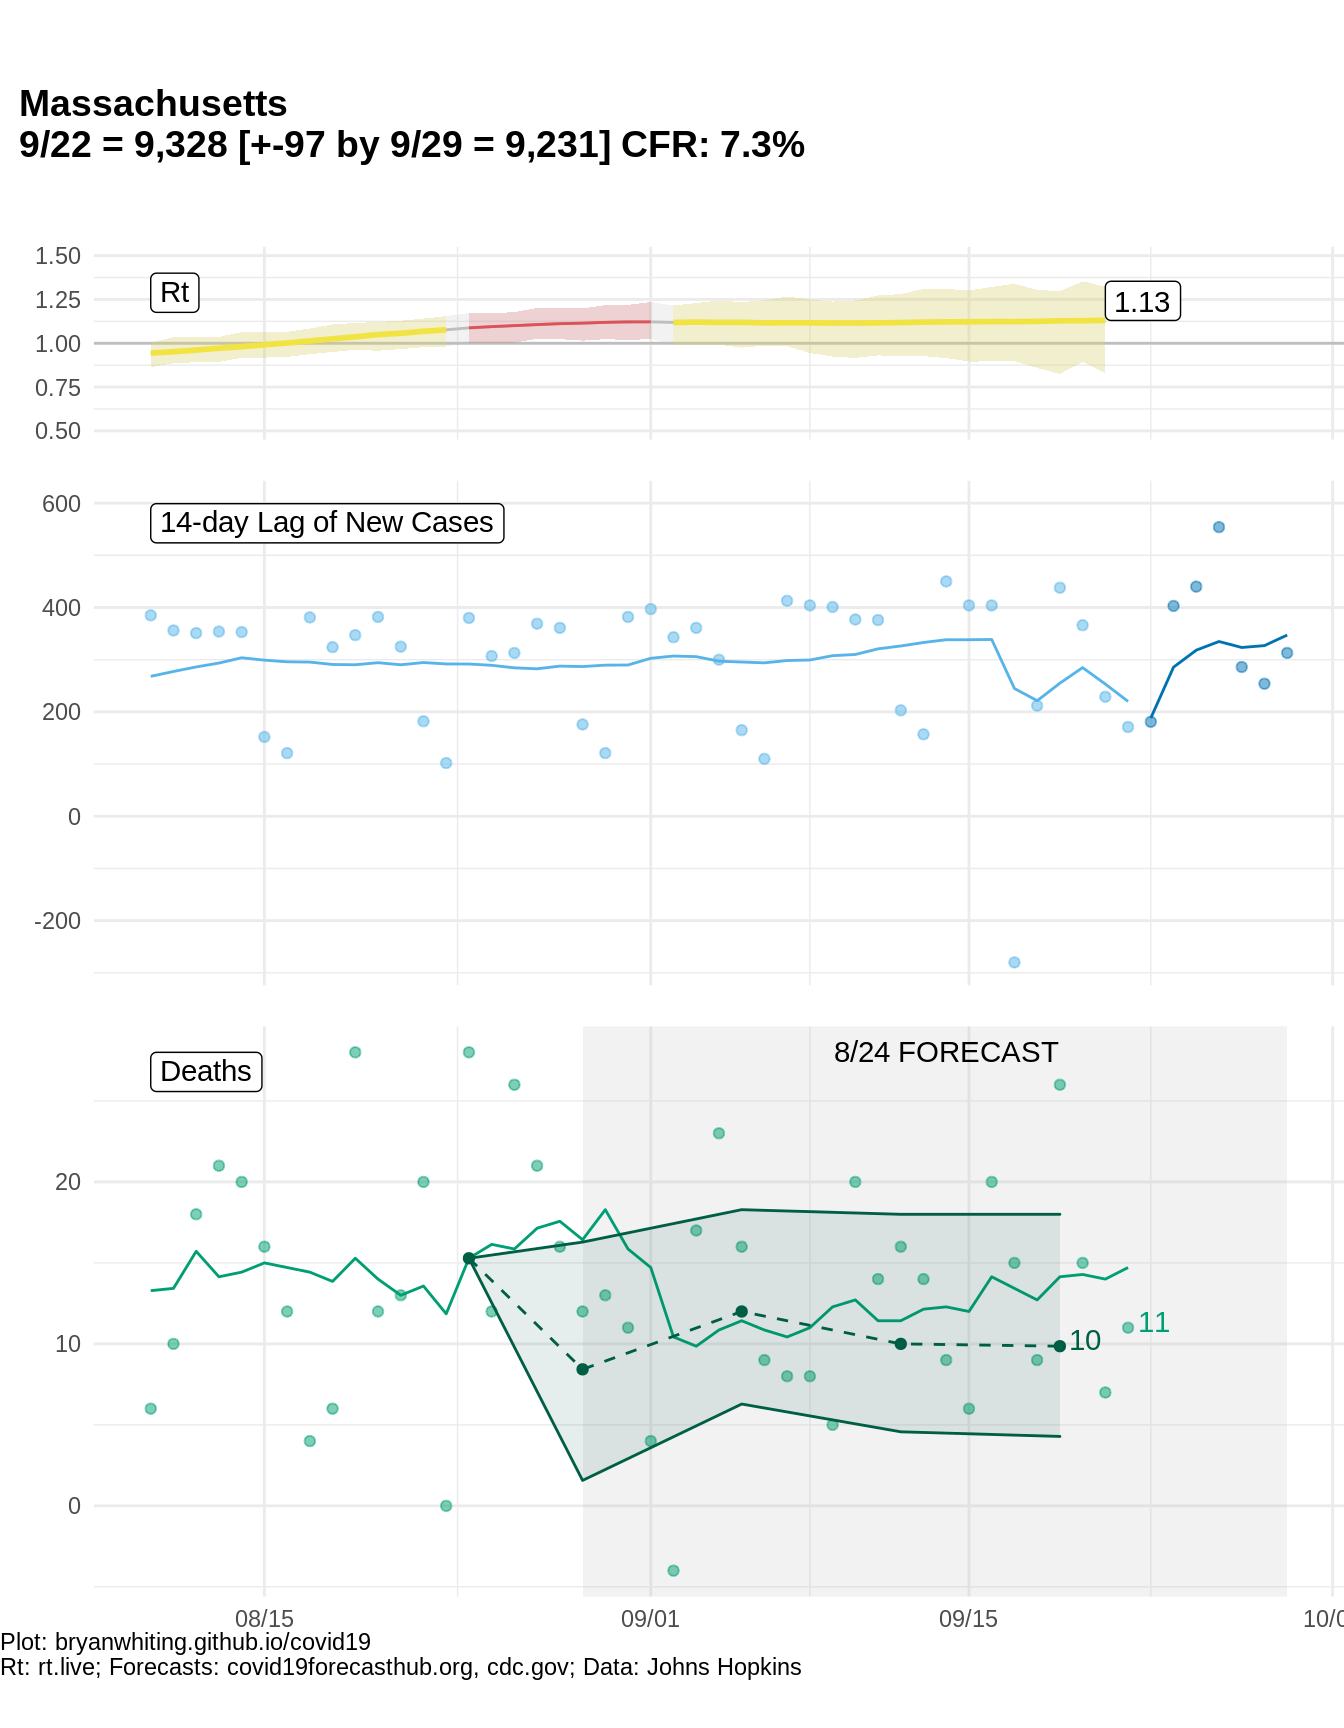 Massachusetts
9/22 = 9,328 [+-97 by 9/29 = 9,231] CFR: 7.3%
1.50
Rt
1.25
1.13
1.00
0.75
0.50
600
14-day Lag of New Cases
400
200
0
-200
8/24 FORECAST
Deaths
20
11
10
10
0
08/15 09/01 09/15 10/0
Plot: bryanwhiting.github.io/covid19
Rt: rt.live; Forecasts: covid19forecasthub.org, cdc.gov; Data: Johns Hopkins